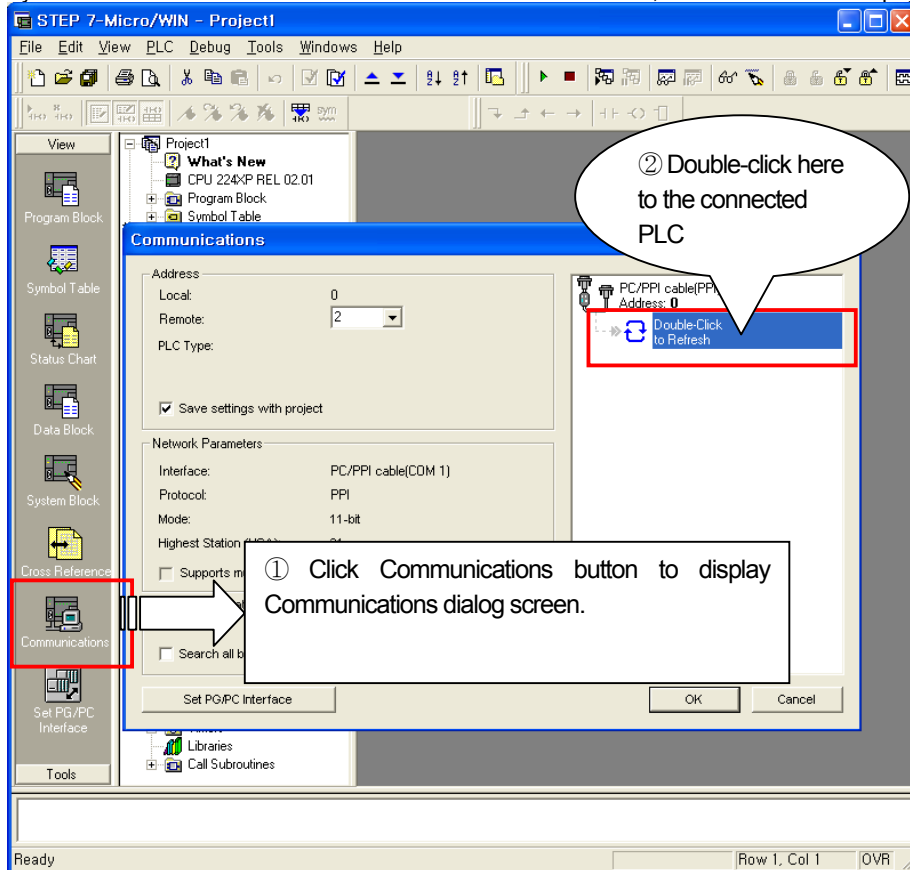 STEP 7-Micro/WIN - Project1
File Edit View PLC Debug Tools Windows Help
View
Program Block
Symbol Table
Status Chart
Data Block
System Block
Cross Reference
Communications
Set PG/PC
Interface
Tools
Project1
What's New
CPU 224XP REL 02.01
Program Block
Symbol Table
② Double-click here
to the connected
PLC
Communications
Address
Local: 0
Remote: 2
PLC Type:
Save settings with project
Network Parameters
Interface: PC/PPI cable(COM 1)
Protocol: PPI
Mode: 11-bit
Highest Station
Supports
Search all
PC/PPI cable(PP
Address: 0
Double-Click
to Refresh
① Click Communications button to display
Communications dialog screen.
Set PG/PC Interface
OK Cancel
Libraries
Call Subroutines
Ready
Row 1, Col 1 OVR